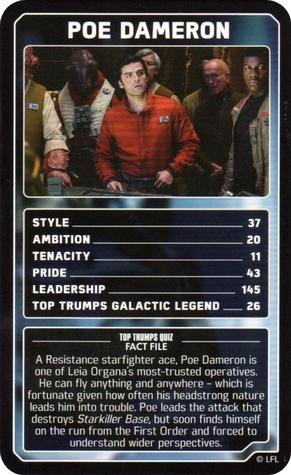 POE DAMERON
STYLE 37
AMBITION 20
TENACITY 11
PRIDE 43
LEADERSHIP 145
TOP TRUMPS GALACTIC LEGEND 26
TOP TRUMPS QUIZ
FACT FILE
A Resistance starfighter ace, Poe Dameron is
one of Leia Organa's most-trusted operatives.
He can fly anything and anywhere – which is
fortunate given how often his headstrong nature
leads him into trouble. Poe leads the attack that
destroys Starkiller Base, but soon finds himself
on the run from the First Order and forced to
understand wider perspectives.
© LFL